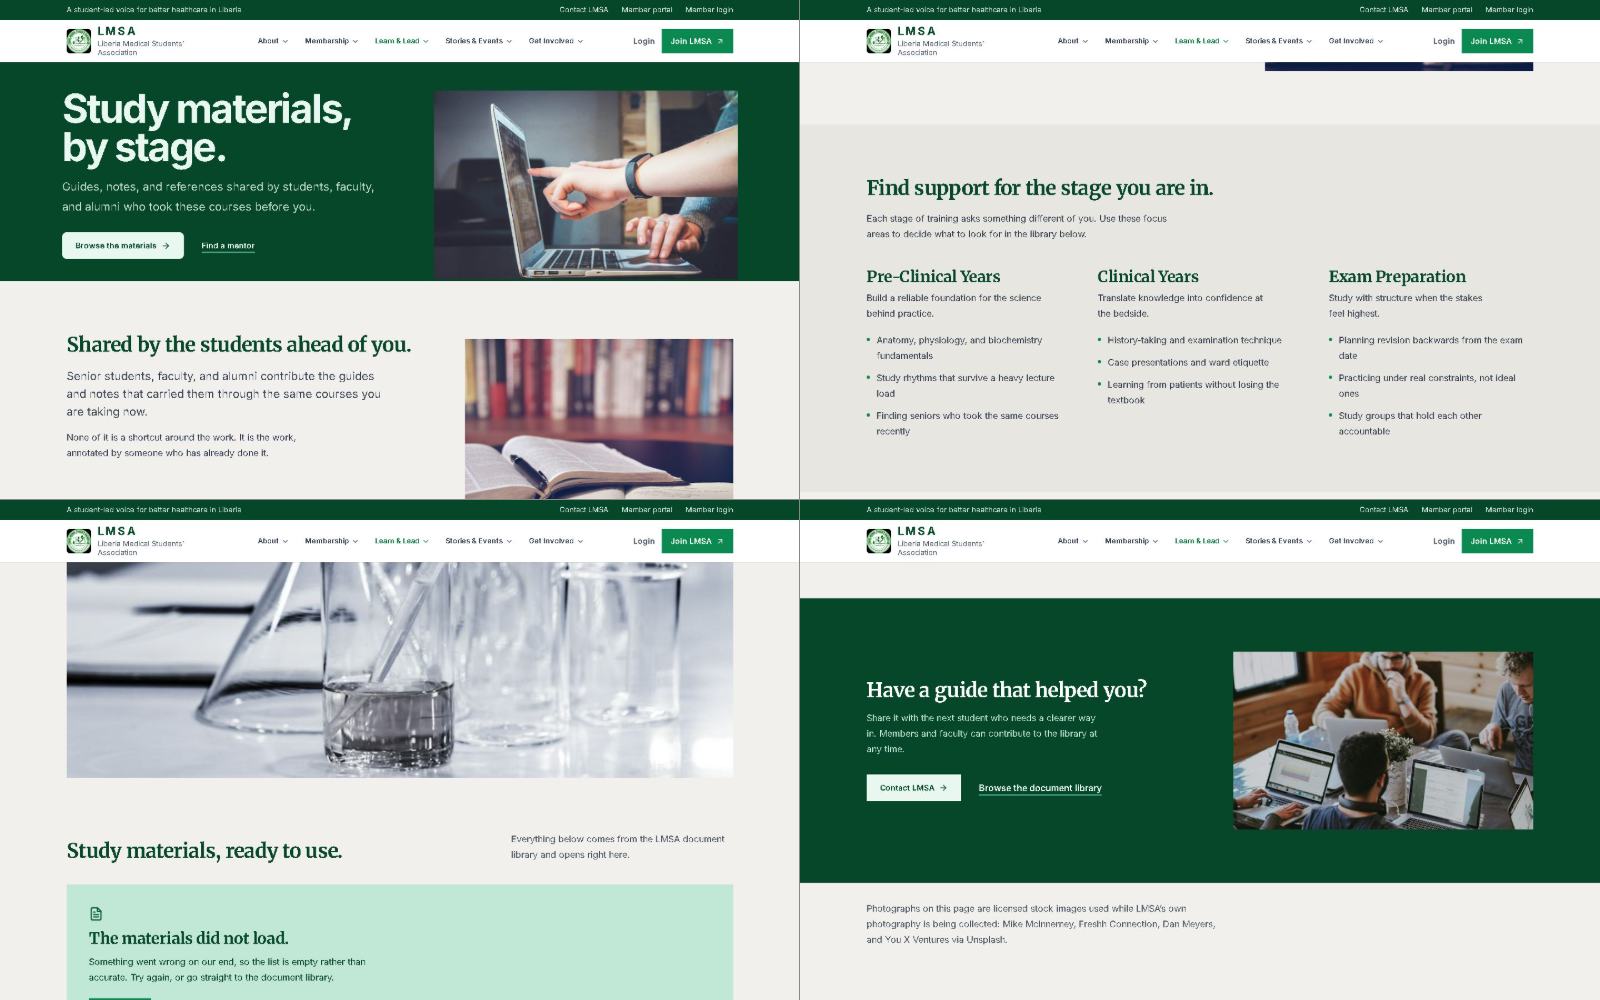 A student-led voice for better healthcare in Liberia
Contact LMSA Member portal Member login
LMSA
Liberia Medical Students'
Association
About Membership Learn & Lead Stories & Events Get Involved Login Join LMSA
Study materials,
by stage.
Guides, notes, and references shared by students, faculty,
and alumni who took these courses before you.
Browse the materials Find a mentor
Shared by the students ahead of you.
Senior students, faculty, and alumni contribute the guides
and notes that carried them through the same courses you
are taking now.
None of it is a shortcut around the work. It is the work,
annotated by someone who has already done it.
A student-led voice for better healthcare in Liberia
Contact LMSA Member portal Member login
LMSA
Liberia Medical Students'
Association
About Membership Learn & Lead Stories & Events Get Involved Login Join LMSA
Find support for the stage you are in.
Each stage of training asks something different of you. Use these focus
areas to decide what to look for in the library below.
Pre-Clinical Years
Build a reliable foundation for the science
behind practice.
Anatomy, physiology, and biochemistry
fundamentals
Study rhythms that survive a heavy lecture
load
Finding seniors who took the same courses
recently
Clinical Years
Translate knowledge into confidence at
the bedside.
History-taking and examination technique
Case presentations and ward etiquette
Learning from patients without losing the
textbook
Exam Preparation
Study with structure when the stakes
feel highest.
Planning revision backwards from the exam
date
Practicing under real constraints, not ideal
ones
Study groups that hold each other
accountable
A student-led voice for better healthcare in Liberia
Contact LMSA Member portal Member login
LMSA
Liberia Medical Students'
Association
About Membership Learn & Lead Stories & Events Get Involved Login Join LMSA
Study materials, ready to use.
Everything below comes from the LMSA document
library and opens right here.
The materials did not load.
Something went wrong on our end, so the list is empty rather than
accurate. Try again, or go straight to the document library.
A student-led voice for better healthcare in Liberia
Contact LMSA Member portal Member login
LMSA
Liberia Medical Students'
Association
About Membership Learn & Lead Stories & Events Get Involved Login Join LMSA
Have a guide that helped you?
Share it with the next student who needs a clearer way
in. Members and faculty can contribute to the library at
any time.
Contact LMSA Browse the document library
Photographs on this page are licensed stock images used while LMSA's own
photography is being collected: Mike McInnerney, Freshh Connection, Dan Meyers,
and You X Ventures via Unsplash.